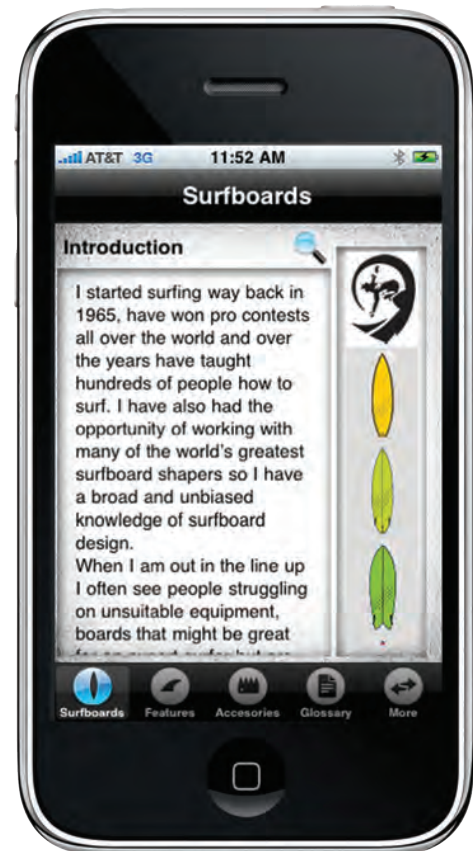 AT&T 3G 11:52 AM
Surfboards
Introduction
I started surfing way back in
1965, have won pro contests
all over the world and over
the years have taught
hundreds of people how to
surf. I have also had the
opportunity of working with
many of the world's greatest
surfboard shapers so I have
a broad and unbiased
knowledge of surfboard
design.
When I am out in the line up
I often see people struggling
on unsuitable equipment,
boards that might be great
Surfboards Features Accesories Glossary More